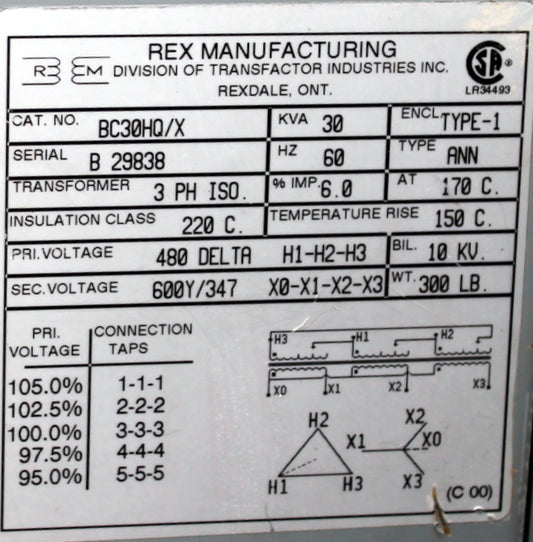 REX MANUFACTURING
REM DIVISION OF TRANSFACTOR INDUSTRIES INC.
REXDALE, ONT.
CSA ®
LR34493
CAT. NO. BC30HQ/X KVA 30 ENCL TYPE-1
SERIAL B 29838 HZ 60 TYPE ANN
TRANSFORMER 3 PH ISO. % IMP. 6.0 AT 170 C.
INSULATION CLASS 220 C. TEMPERATURE RISE 150 C.
PRI.VOLTAGE 480 DELTA H1-H2-H3 BIL. 10 KV.
SEC.VOLTAGE 600Y/347 X0-X1-X2-X3 WT. 300 LB.
PRI. VOLTAGE CONNECTION TAPS
105.0% 1-1-1
102.5% 2-2-2
100.0% 3-3-3
97.5% 4-4-4
95.0% 5-5-5
H3 H1 H2
X0 X1 X2 X3
H2
H1 H3
X2
X1 X0
X3
(C 00)